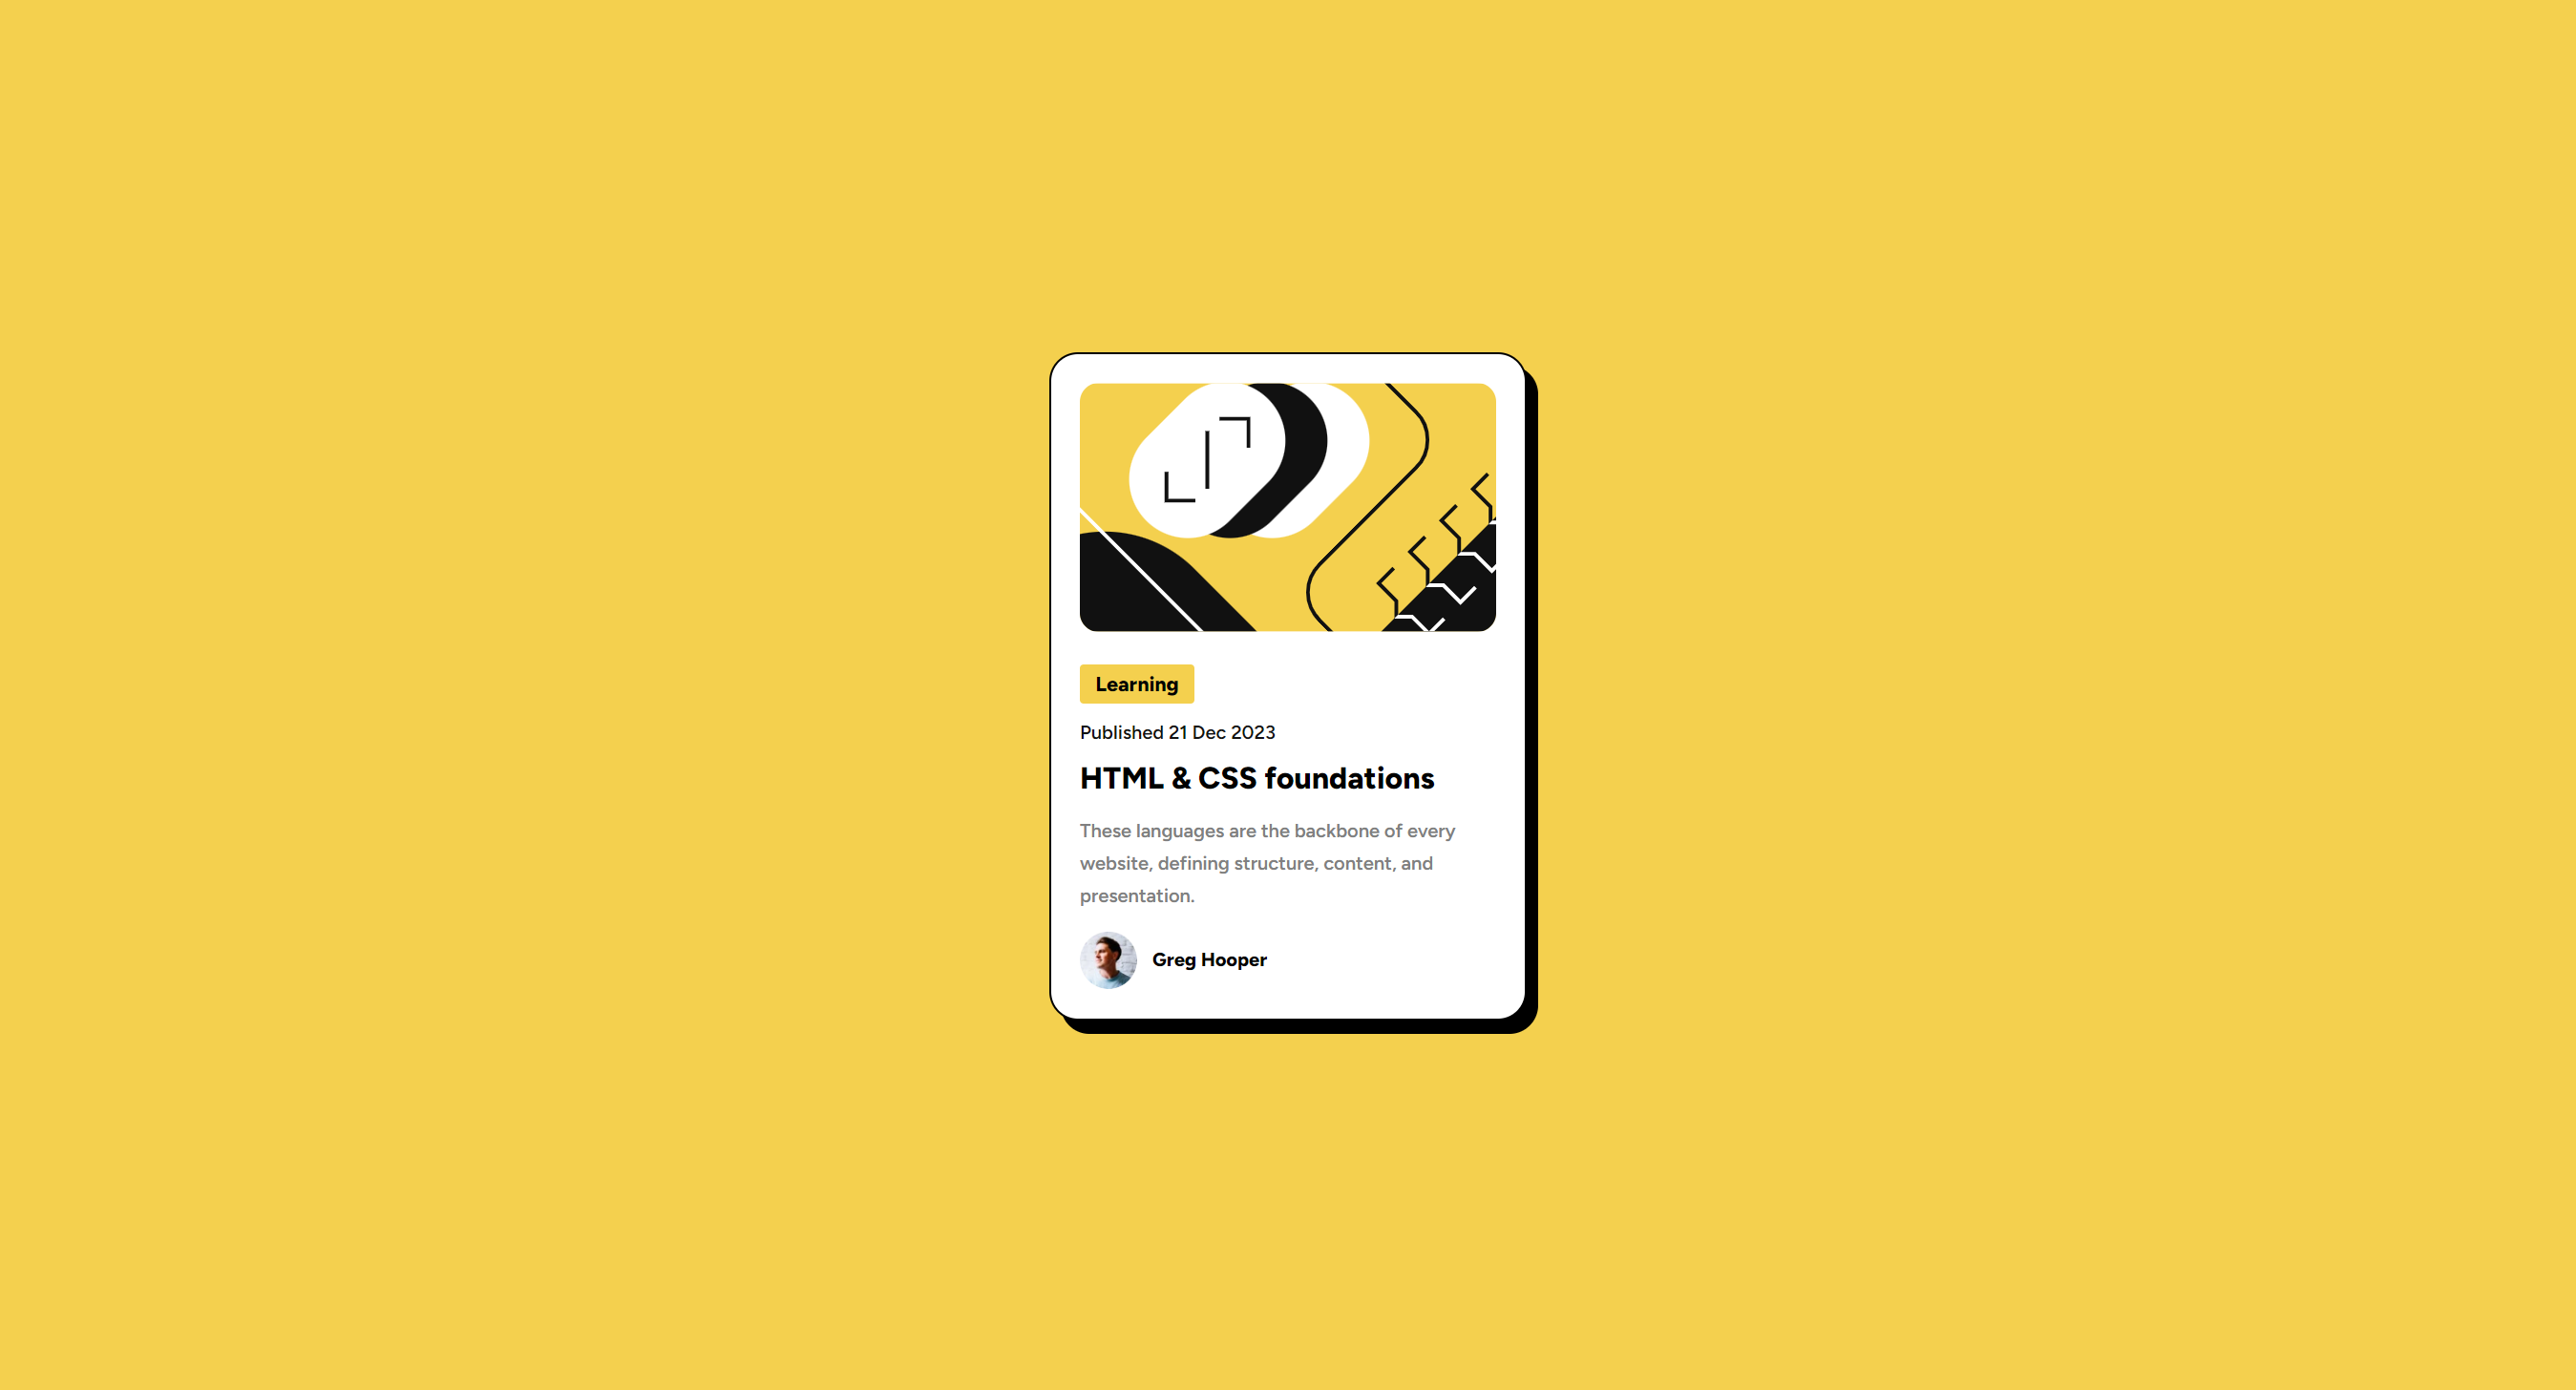 Learning
Published 21 Dec 2023
HTML & CSS foundations
These languages are the backbone of every
website, defining structure, content, and
presentation.
Greg Hooper